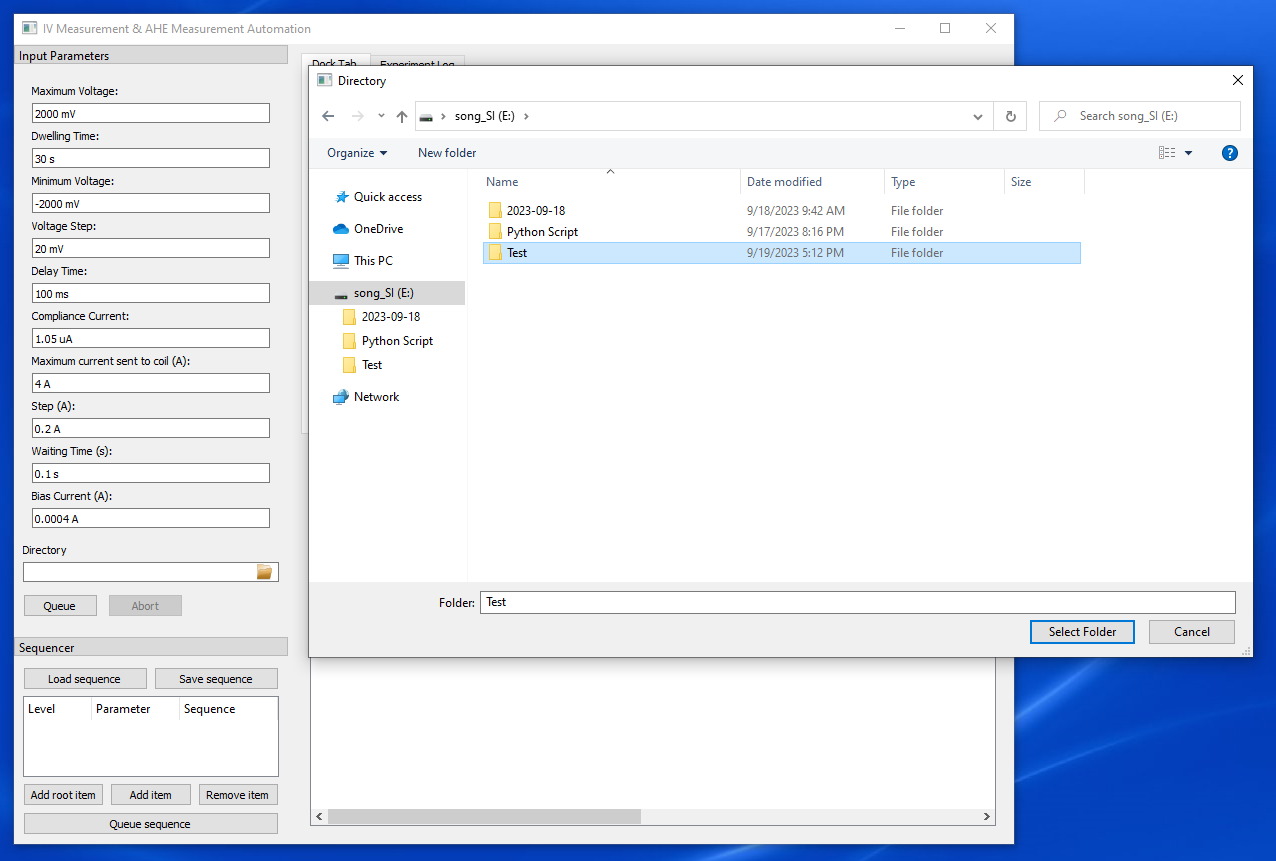 IV Measurement & AHE Measurement Automation
Input Parameters
Maximum Voltage:
2000 mV
Dwelling Time:
30 s
Minimum Voltage:
-2000 mV
Voltage Step:
20 mV
Delay Time:
100 ms
Compliance Current:
1.05 uA
Maximum current sent to coil (A):
4 A
Step (A):
0.2 A
Waiting Time (s):
0.1 s
Bias Current (A):
0.0004 A
Directory
Queue Abort
Sequencer
Load sequence Save sequence
Level Parameter Sequence
Add root item Add item Remove item
Queue sequence
Dock Tab Experiment Log
Directory
song_SI (E:)
Search song_SI (E:)
Organize New folder
?
Quick access
OneDrive
This PC
song_SI (E:)
2023-09-18
Python Script
Test
Network
Name Date modified Type Size
2023-09-18 9/18/2023 9:42 AM File folder
Python Script 9/17/2023 8:16 PM File folder
Test 9/19/2023 5:12 PM File folder
Folder: Test
Select Folder Cancel